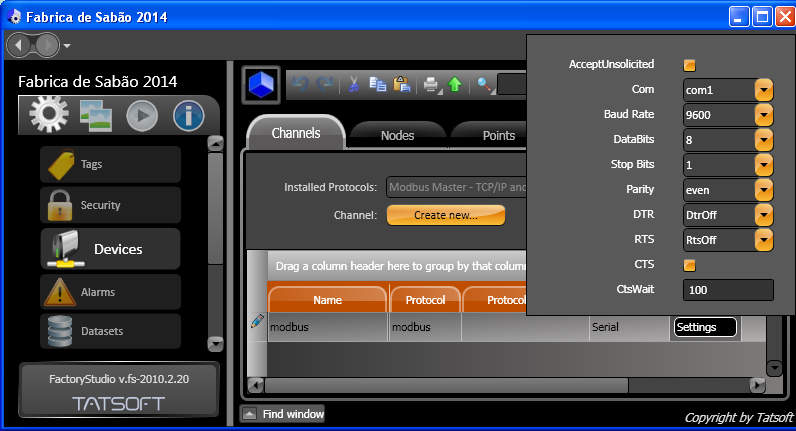 Fabrica de Sabão 2014
Fabrica de Sabão 2014
Tags
Security
Devices
Alarms
Datasets
FactoryStudio v.fs-2010.2.20
TATSOFT
Channels Nodes Points
Installed Protocols: Modbus Master - TCP/IP and
Channel: Create new...
Drag a column header here to group by that colum
Name Protocol Protocol
modbus modbus Serial Settings
AcceptUnsolicited
Com com1
Baud Rate 9600
DataBits 8
Stop Bits 1
Parity even
DTR DtrOff
RTS RtsOff
CTS
CtsWait 100
Find window
Copyright by Tatsoft